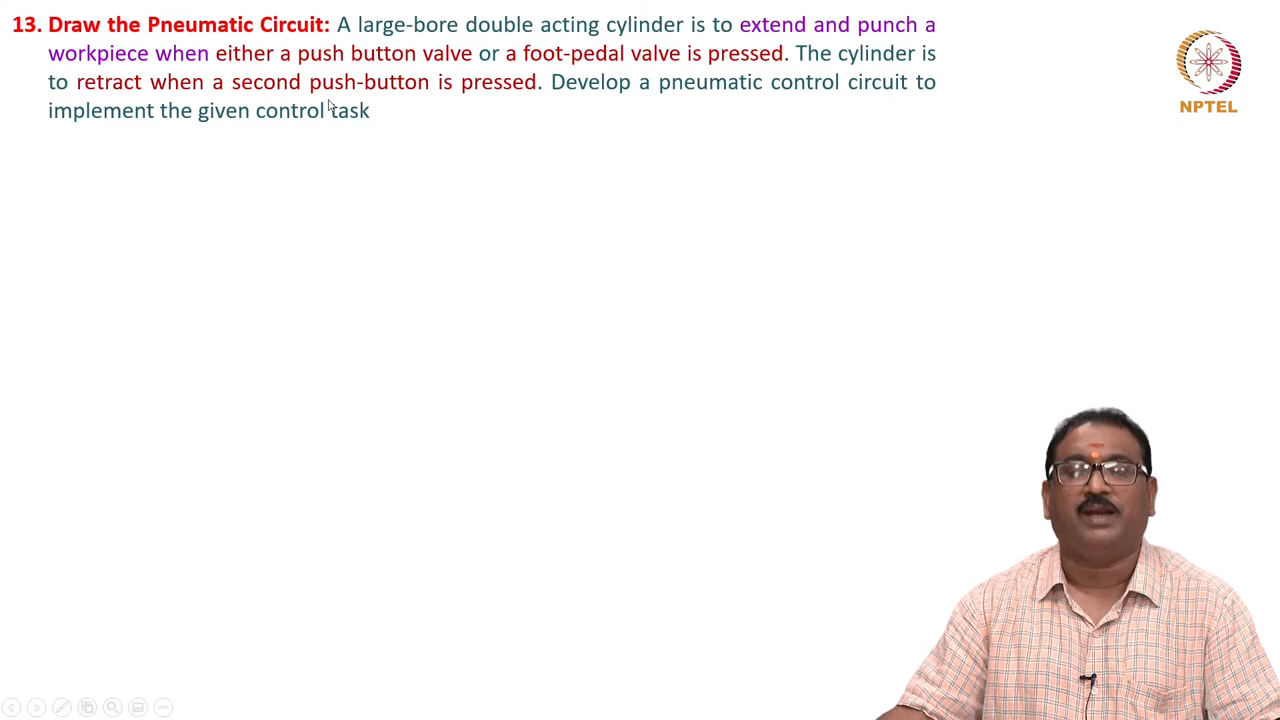 13. Draw the Pneumatic Circuit: A large-bore double acting cylinder is to extend and punch a
workpiece when either a push button valve or a foot-pedal valve is pressed. The cylinder is
to retract when a second push-button is pressed. Develop a pneumatic control circuit to
implement the given control task
NPTEL